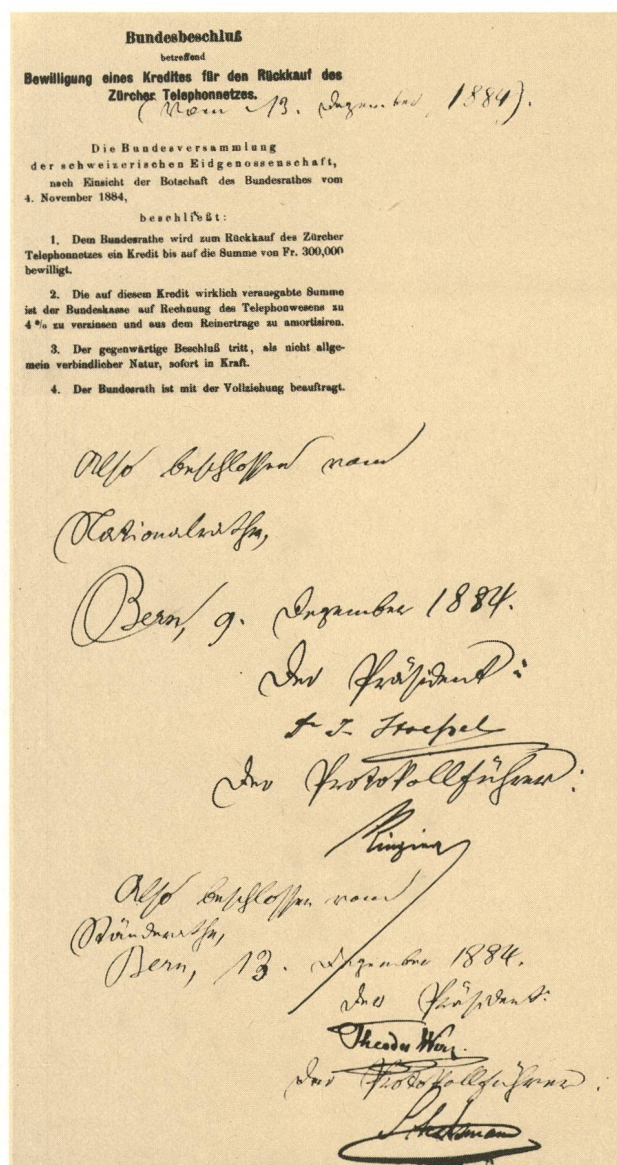 Bundesbeschluß
betreffend
Bewilligung eines Kredites für den Rückkauf des
Zürcher Telephonnetzes.
(Vom 13. Dezember 1884).
Die Bundesversammlung
der schweizerischen Eidgenossenschaft,
nach Einsicht der Botschaft des Bundesrathes vom
4. November 1884,
beschließt:
1. Dem Bundesrathe wird zum Rückkauf des Zürcher
Telephonnetzes ein Kredit bis auf die Summe von Fr. 300,000
bewilligt.
2. Die auf diesem Kredit wirklich verausgabte Summe
ist der Bundeskasse auf Rechnung des Telephonwesens zu
4 % zu verzinsen und aus dem Reinertrage zu amortisiren.
3. Der gegenwärtige Beschluß tritt, als nicht allge-
mein verbindlicher Natur, sofort in Kraft.
4. Der Bundesrath ist mit der Vollziehung beauftragt.
Also beschlossen vom
Nationalrathe,
Bern, 9. Dezember 1884.
Der Präsident:
Der Protokollführer:
Ringier
Also beschlossen vom
Ständerathe,
Bern, 13. Dezember 1884.
Der Präsident:
Theodor Wirz.
Der Protokollführer: